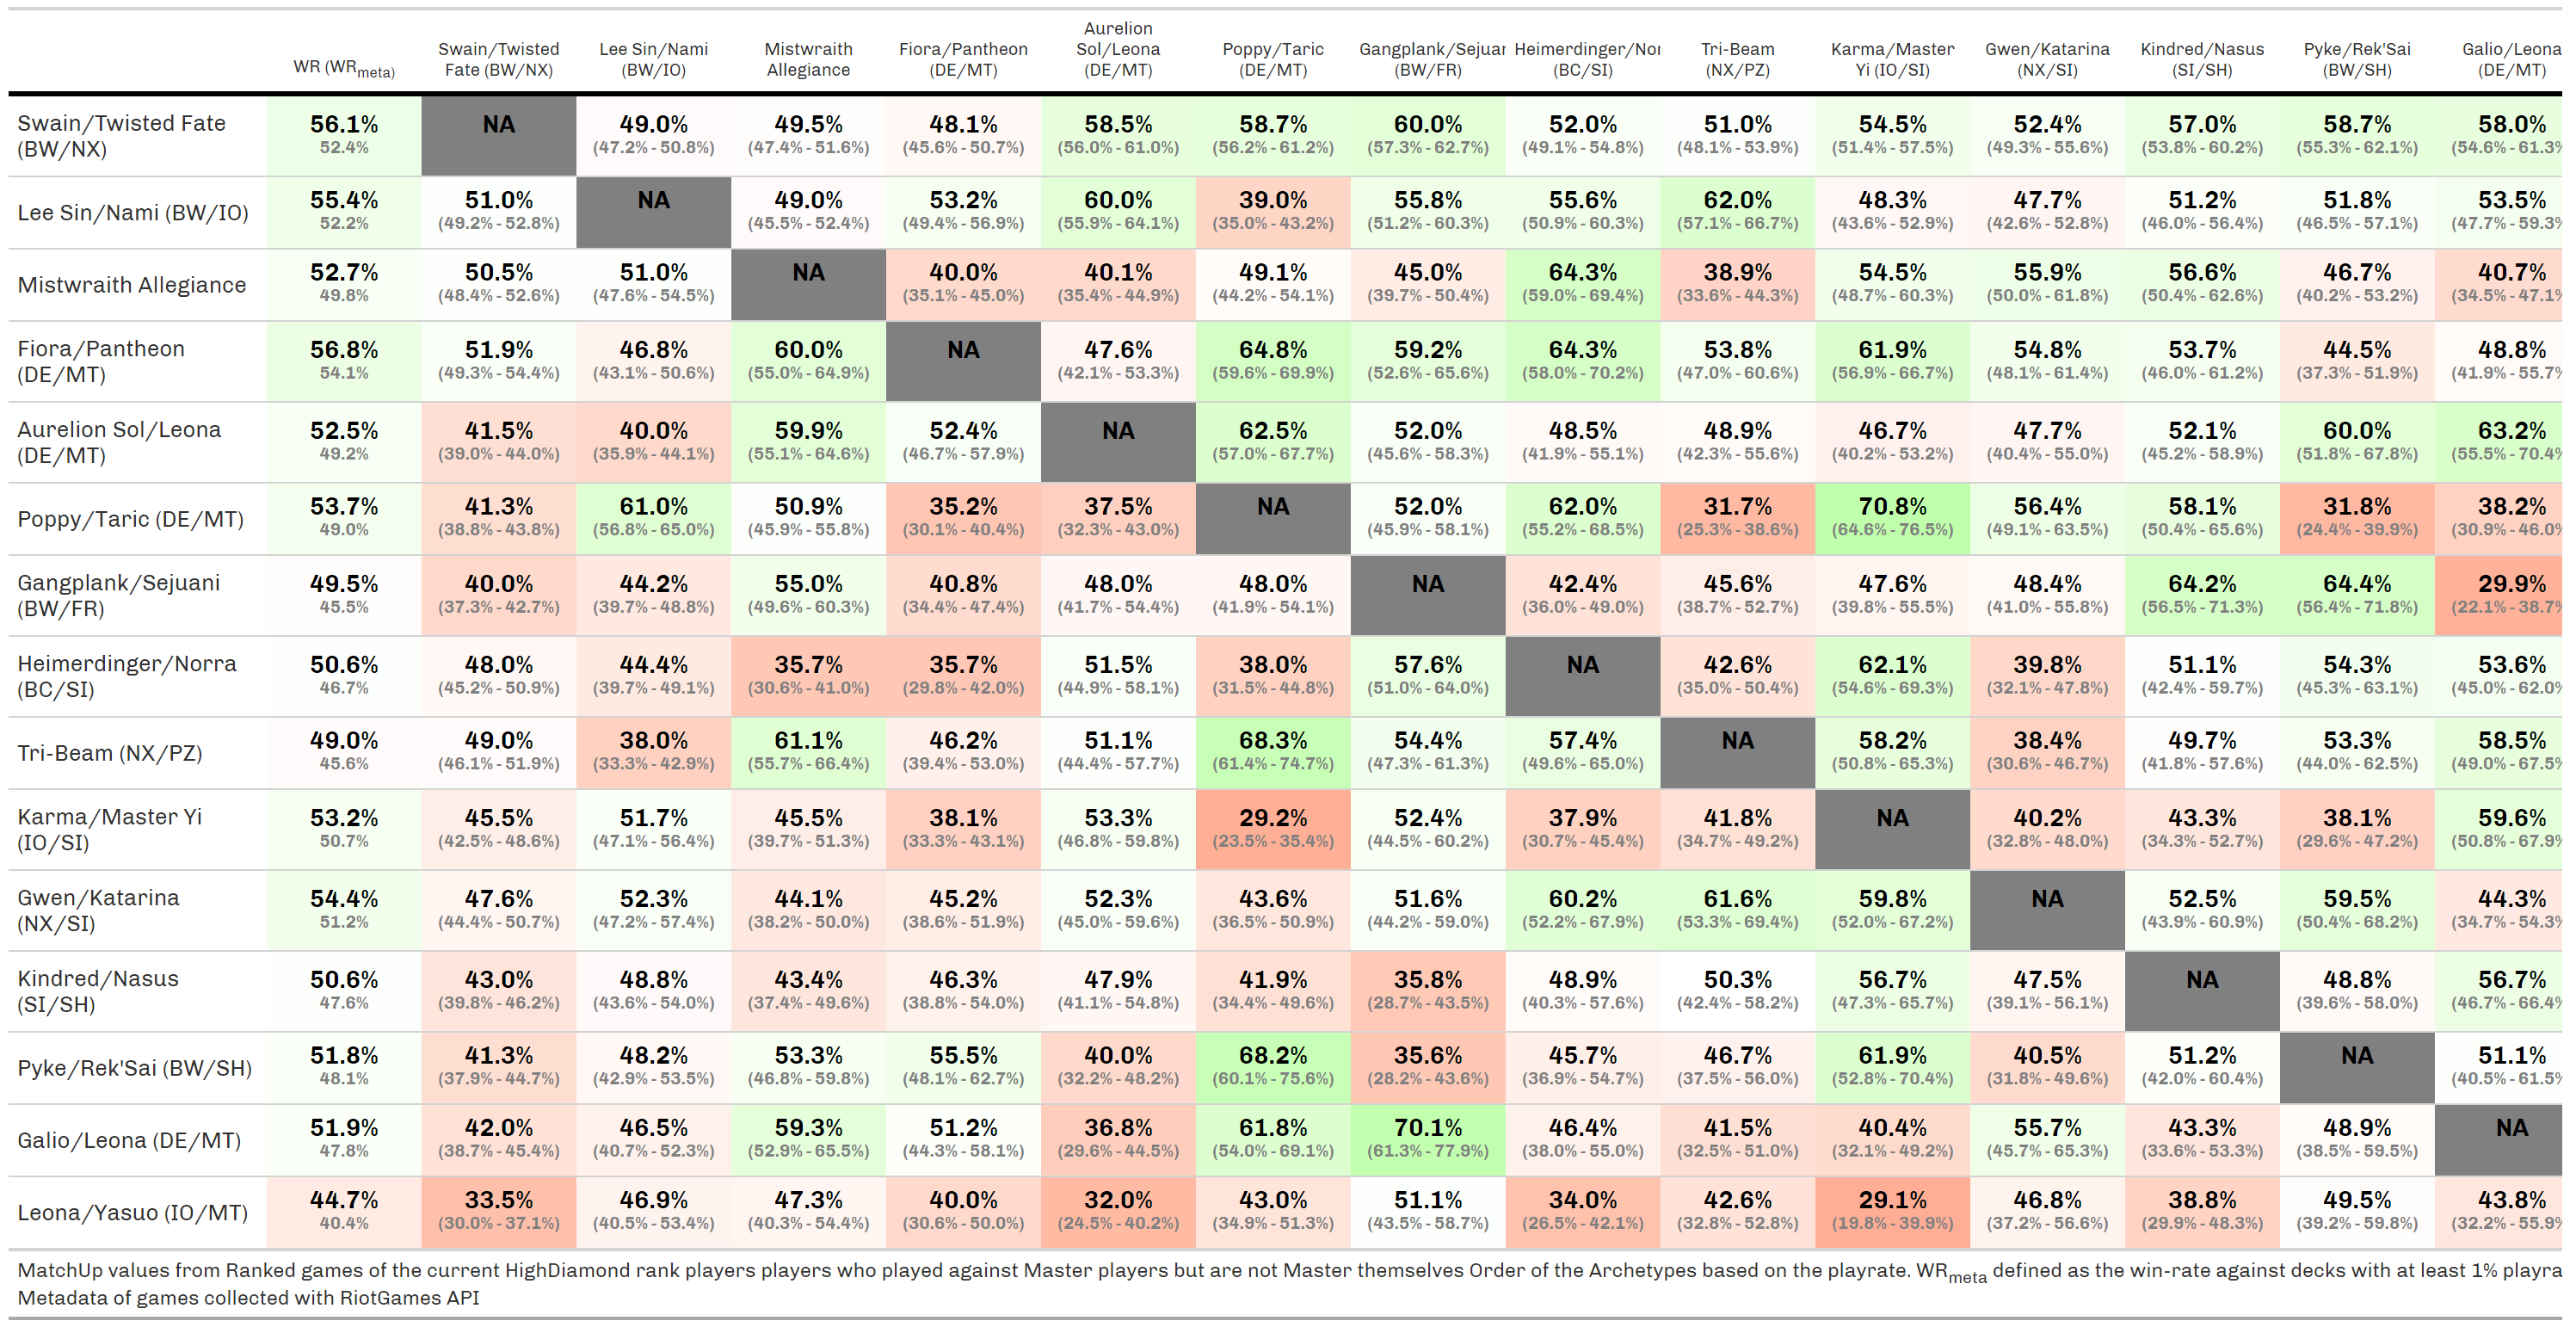 WR (WRmeta) Swain/Twisted Fate (BW/NX) Lee Sin/Nami (BW/IO) Mistwraith Allegiance Fiora/Pantheon (DE/MT) Aurelion Sol/Leona (DE/MT) Poppy/Taric (DE/MT) Gangplank/Sejuar (BW/FR) Heimerdinger/Nor (BC/SI) Tri-Beam (NX/PZ) Karma/Master Yi (IO/SI) Gwen/Katarina (NX/SI) Kindred/Nasus (SI/SH) Pyke/Rek'Sai (BW/SH) Galio/Leona (DE/MT)
Swain/Twisted Fate (BW/NX) 56.1% NA 49.0% 49.5% 48.1% 58.5% 58.7% 60.0% 52.0% 51.0% 54.5% 52.4% 57.0% 58.7% 58.0%
52.4% (47.2% - 50.8%) (47.4% - 51.6%) (45.6% - 50.7%) (56.0% - 61.0%) (56.2% - 61.2%) (57.3% - 62.7%) (49.1% - 54.8%) (48.1% - 53.9%) (51.4% - 57.5%) (49.3% - 55.6%) (53.8% - 60.2%) (55.3% - 62.1%) (54.6% - 61.3%
Lee Sin/Nami (BW/IO) 55.4% 51.0% NA 49.0% 53.2% 60.0% 39.0% 55.8% 55.6% 62.0% 48.3% 47.7% 51.2% 51.8% 53.5%
52.2% (49.2% - 52.8%) (45.5% - 52.4%) (49.4% - 56.9%) (55.9% - 64.1%) (35.0% - 43.2%) (51.2% - 60.3%) (50.9% - 60.3%) (57.1% - 66.7%) (43.6% - 52.9%) (42.6% - 52.8%) (46.0% - 56.4%) (46.5% - 57.1%) (47.7% - 59.3%
Mistwraith Allegiance 52.7% 50.5% 51.0% NA 40.0% 40.1% 49.1% 45.0% 64.3% 38.9% 54.5% 55.9% 56.6% 46.7% 40.7%
49.8% (48.4% - 52.6%) (47.6% - 54.5%) (35.1% - 45.0%) (35.4% - 44.9%) (44.2% - 54.1%) (39.7% - 50.4%) (59.0% - 69.4%) (33.6% - 44.3%) (48.7% - 60.3%) (50.0% - 61.8%) (50.4% - 62.6%) (40.2% - 53.2%) (34.5% - 47.1%
Fiora/Pantheon (DE/MT) 56.8% 51.9% 46.8% 60.0% NA 47.6% 64.8% 59.2% 64.3% 53.8% 61.9% 54.8% 53.7% 44.5% 48.8%
54.1% (49.3% - 54.4%) (43.1% - 50.6%) (55.0% - 64.9%) (42.1% - 53.3%) (59.6% - 69.9%) (52.6% - 65.6%) (58.0% - 70.2%) (47.0% - 60.6%) (56.9% - 66.7%) (48.1% - 61.4%) (46.0% - 61.2%) (37.3% - 51.9%) (41.9% - 55.7%
Aurelion Sol/Leona (DE/MT) 52.5% 41.5% 40.0% 59.9% 52.4% NA 62.5% 52.0% 48.5% 48.9% 46.7% 47.7% 52.1% 60.0% 63.2%
49.2% (39.0% - 44.0%) (35.9% - 44.1%) (55.1% - 64.6%) (46.7% - 57.9%) (57.0% - 67.7%) (45.6% - 58.3%) (41.9% - 55.1%) (42.3% - 55.6%) (40.2% - 53.2%) (40.4% - 55.0%) (45.2% - 58.9%) (51.8% - 67.8%) (55.5% - 70.4%
Poppy/Taric (DE/MT) 53.7% 41.3% 61.0% 50.9% 35.2% 37.5% NA 52.0% 62.0% 31.7% 70.8% 56.4% 58.1% 31.8% 38.2%
49.0% (38.8% - 43.8%) (56.8% - 65.0%) (45.9% - 55.8%) (30.1% - 40.4%) (32.3% - 43.0%) (45.9% - 58.1%) (55.2% - 68.5%) (25.3% - 38.6%) (64.6% - 76.5%) (49.1% - 63.5%) (50.4% - 65.6%) (24.4% - 39.9%) (30.9% - 46.0%
Gangplank/Sejuani (BW/FR) 49.5% 40.0% 44.2% 55.0% 40.8% 48.0% 48.0% NA 42.4% 45.6% 47.6% 48.4% 64.2% 64.4% 29.9%
45.5% (37.3% - 42.7%) (39.7% - 48.8%) (49.6% - 60.3%) (34.4% - 47.4%) (41.7% - 54.4%) (41.9% - 54.1%) (36.0% - 49.0%) (38.7% - 52.7%) (39.8% - 55.5%) (41.0% - 55.8%) (56.5% - 71.3%) (56.4% - 71.8%) (22.1% - 38.7%
Heimerdinger/Norra (BC/SI) 50.6% 48.0% 44.4% 35.7% 35.7% 51.5% 38.0% 57.6% NA 42.6% 62.1% 39.8% 51.1% 54.3% 53.6%
46.7% (45.2% - 50.9%) (39.7% - 49.1%) (30.6% - 41.0%) (29.8% - 42.0%) (44.9% - 58.1%) (31.5% - 44.8%) (51.0% - 64.0%) (35.0% - 50.4%) (54.6% - 69.3%) (32.1% - 47.8%) (42.4% - 59.7%) (45.3% - 63.1%) (45.0% - 62.0%
Tri-Beam (NX/PZ) 49.0% 49.0% 38.0% 61.1% 46.2% 51.1% 68.3% 54.4% 57.4% NA 58.2% 38.4% 49.7% 53.3% 58.5%
45.6% (46.1% - 51.9%) (33.3% - 42.9%) (55.7% - 66.4%) (39.4% - 53.0%) (44.4% - 57.7%) (61.4% - 74.7%) (47.3% - 61.3%) (49.6% - 65.0%) (50.8% - 65.3%) (30.6% - 46.7%) (41.8% - 57.6%) (44.0% - 62.5%) (49.0% - 67.5%
Karma/Master Yi (IO/SI) 53.2% 45.5% 51.7% 45.5% 38.1% 53.3% 29.2% 52.4% 37.9% 41.8% NA 40.2% 43.3% 38.1% 59.6%
50.7% (42.5% - 48.6%) (47.1% - 56.4%) (39.7% - 51.3%) (33.3% - 43.1%) (46.8% - 59.8%) (23.5% - 35.4%) (44.5% - 60.2%) (30.7% - 45.4%) (34.7% - 49.2%) (32.8% - 48.0%) (34.3% - 52.7%) (29.6% - 47.2%) (50.8% - 67.9%
Gwen/Katarina (NX/SI) 54.4% 47.6% 52.3% 44.1% 45.2% 52.3% 43.6% 51.6% 60.2% 61.6% 59.8% NA 52.5% 59.5% 44.3%
51.2% (44.4% - 50.7%) (47.2% - 57.4%) (38.2% - 50.0%) (38.6% - 51.9%) (45.0% - 59.6%) (36.5% - 50.9%) (44.2% - 59.0%) (52.2% - 67.9%) (53.3% - 69.4%) (52.0% - 67.2%) (43.9% - 60.9%) (50.4% - 68.2%) (34.7% - 54.3%
Kindred/Nasus (SI/SH) 50.6% 43.0% 48.8% 43.4% 46.3% 47.9% 41.9% 35.8% 48.9% 50.3% 56.7% 47.5% NA 48.8% 56.7%
47.6% (39.8% - 46.2%) (43.6% - 54.0%) (37.4% - 49.6%) (38.8% - 54.0%) (41.1% - 54.8%) (34.4% - 49.6%) (28.7% - 43.5%) (40.3% - 57.6%) (42.4% - 58.2%) (47.3% - 65.7%) (39.1% - 56.1%) (39.6% - 58.0%) (46.7% - 66.4%
Pyke/Rek'Sai (BW/SH) 51.8% 41.3% 48.2% 53.3% 55.5% 40.0% 68.2% 35.6% 45.7% 46.7% 61.9% 40.5% 51.2% NA 51.1%
48.1% (37.9% - 44.7%) (42.9% - 53.5%) (46.8% - 59.8%) (48.1% - 62.7%) (32.2% - 48.2%) (60.1% - 75.6%) (28.2% - 43.6%) (36.9% - 54.7%) (37.5% - 56.0%) (52.8% - 70.4%) (31.8% - 49.6%) (42.0% - 60.4%) (40.5% - 61.5%
Galio/Leona (DE/MT) 51.9% 42.0% 46.5% 59.3% 51.2% 36.8% 61.8% 70.1% 46.4% 41.5% 40.4% 55.7% 43.3% 48.9% NA
47.8% (38.7% - 45.4%) (40.7% - 52.3%) (52.9% - 65.5%) (44.3% - 58.1%) (29.6% - 44.5%) (54.0% - 69.1%) (61.3% - 77.9%) (38.0% - 55.0%) (32.5% - 51.0%) (32.1% - 49.2%) (45.7% - 65.3%) (33.6% - 53.3%) (38.5% - 59.5%)
Leona/Yasuo (IO/MT) 44.7% 33.5% 46.9% 47.3% 40.0% 32.0% 43.0% 51.1% 34.0% 42.6% 29.1% 46.8% 38.8% 49.5% 43.8%
40.4% (30.0% - 37.1%) (40.5% - 53.4%) (40.3% - 54.4%) (30.6% - 50.0%) (24.5% - 40.2%) (34.9% - 51.3%) (43.5% - 58.7%) (26.5% - 42.1%) (32.8% - 52.8%) (19.8% - 39.9%) (37.2% - 56.6%) (29.9% - 48.3%) (39.2% - 59.8%) (32.2% - 55.9%
MatchUp values from Ranked games of the current HighDiamond rank players players who played against Master players but are not Master themselves Order of the Archetypes based on the playrate. WRmeta defined as the win-rate against decks with at least 1% playra
Metadata of games collected with RiotGames API